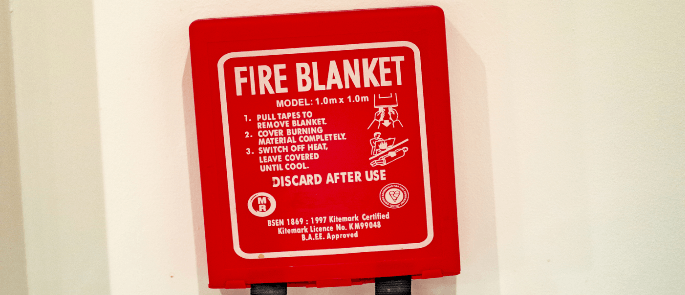 FIRE BLANKET
MODEL: 1.0m x 1.0m
1. PULL TAPES TO
REMOVE BLANKET.
2. COVER BURNING
MATERIAL COMPLETELY.
3. SWITCH OFF HEAT,
LEAVE COVERED
UNTIL COOL.
DISCARD AFTER USE
M
R
BSEN 1869 : 1997 Kitemark Certified
Kitemark Licence No. KM99048
B.A.EE. Approved